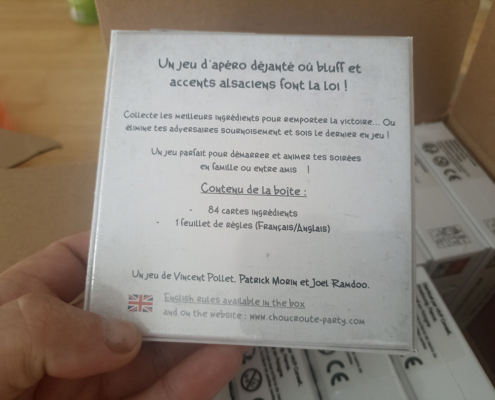 Un jeu d'apéro déjanté où bluff et
accents alsaciens font la loi !
Collecte les meilleurs ingrédients pour remporter la victoire... Ou
élimine tes adversaires sournoisement et sois le dernier en jeu !
Un jeu parfait pour démarrer et animer tes soirées
en famille ou entre amis !
Contenu de la boite :
- 84 cartes ingrédients
- 1 feuillet de règles (Français/Anglais)
Un jeu de Vincent Pollet, Patrick Morin et Joel Ramdoo.
English rules available in the box
and on the website : www.choucroute-party.com